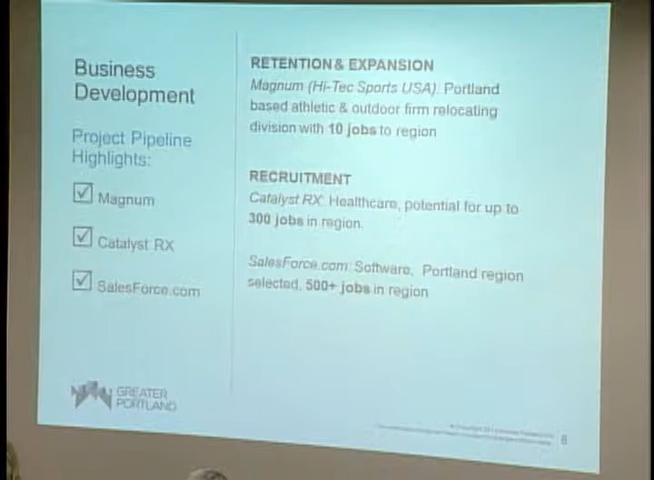 Business
Development
Project Pipeline
Highlights:
Magnum
Catalyst RX
SalesForce.com
GREATER
PORTLAND
RETENTION & EXPANSION
Magnum (Hi-Tec Sports USA): Portland
based athletic & outdoor firm relocating
division with 10 jobs to region
RECRUITMENT
Catalyst RX: Healthcare, potential for up to
300 jobs in region.
SalesForce.com: Software, Portland region
selected, 500+ jobs in region